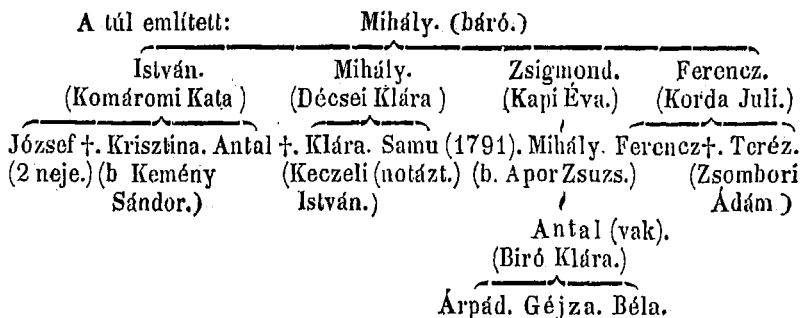 A túl említett: Mihály. (báró.)
István. Mihály. Zsigmond. Ferencz.
(Komáromi Kata) (Décsei Klára) (Kapi Éva.) (Korda Juli.)
József †. Krisztina. Antal †. Klára. Samu (1791). Mihály. Ferencz†. Teréz.
(2 neje.) (b Kemény (Keczeli (notázt.) (b. Apor Zsuzs.) (Zsombori
Sándor.) István.) Ádám)
Antal (vak).
(Biró Klára.)
Árpád. Géjza. Béla.